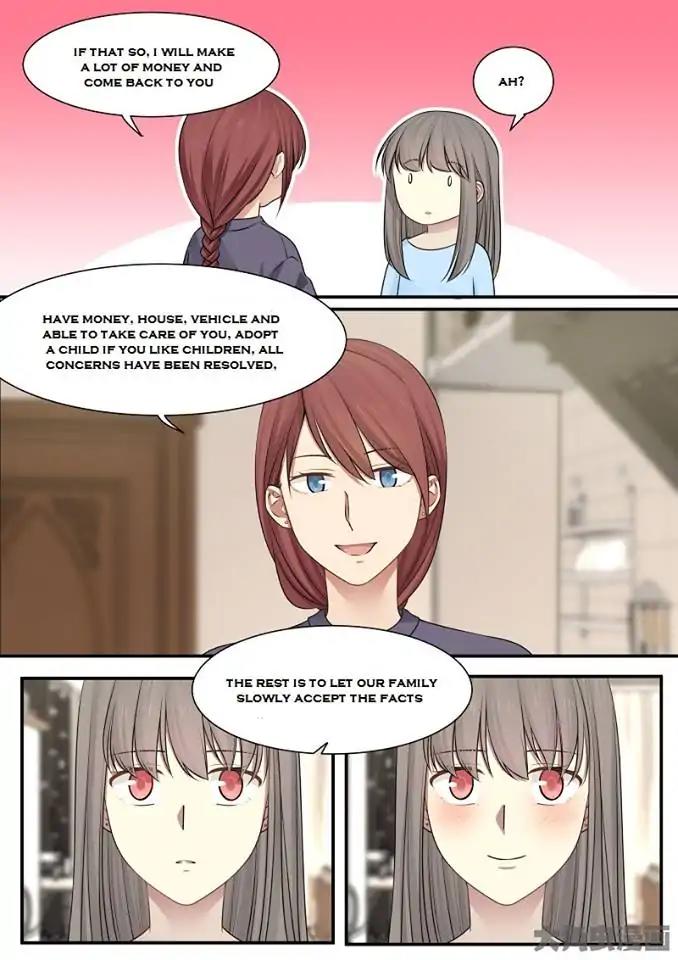 IF THAT SO, I WILL MAKE
A LOT OF MONEY AND
COME BACK TO YOU
AH?
HAVE MONEY, HOUSE, VEHICLE AND
ABLE TO TAKE CARE OF YOU, ADOPT
A CHILD IF YOU LIKE CHILDREN, ALL
CONCERNS HAVE BEEN RESOLVED,
THE REST IS TO LET OUR FAMILY
SLOWLY ACCEPT THE FACTS